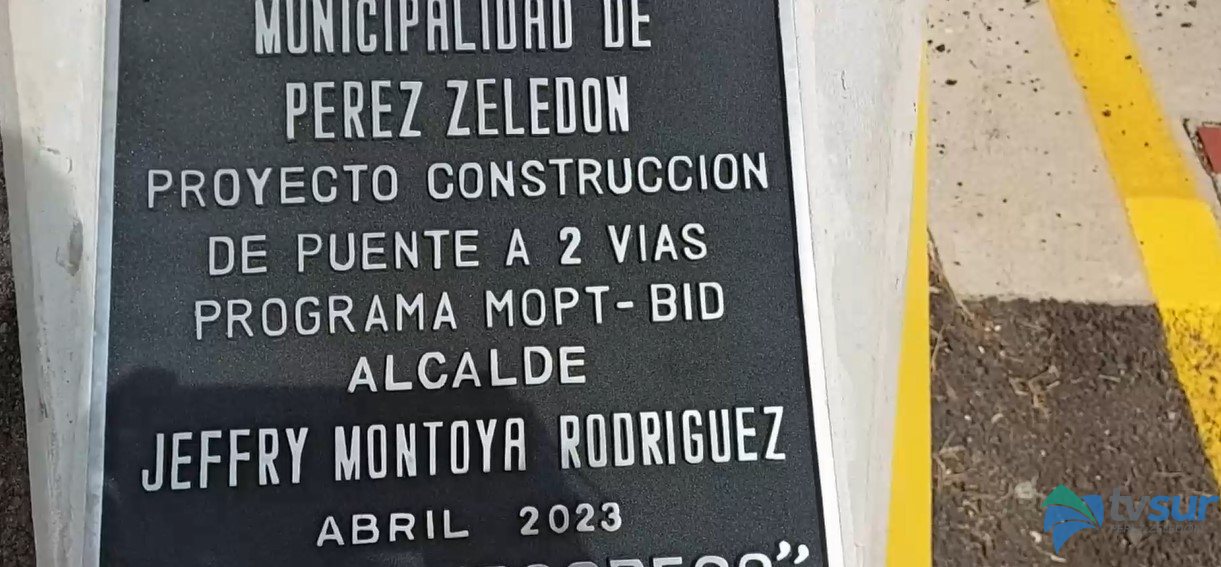 MUNICIPALIDAD DE
PEREZ ZELEDON
PROYECTO CONSTRUCCION
DE PUENTE A 2 VIAS
PROGRAMA MOPT-BID
ALCALDE
JEFFRY MONTOYA RODRIGUEZ
ABRIL 2023
tvsur